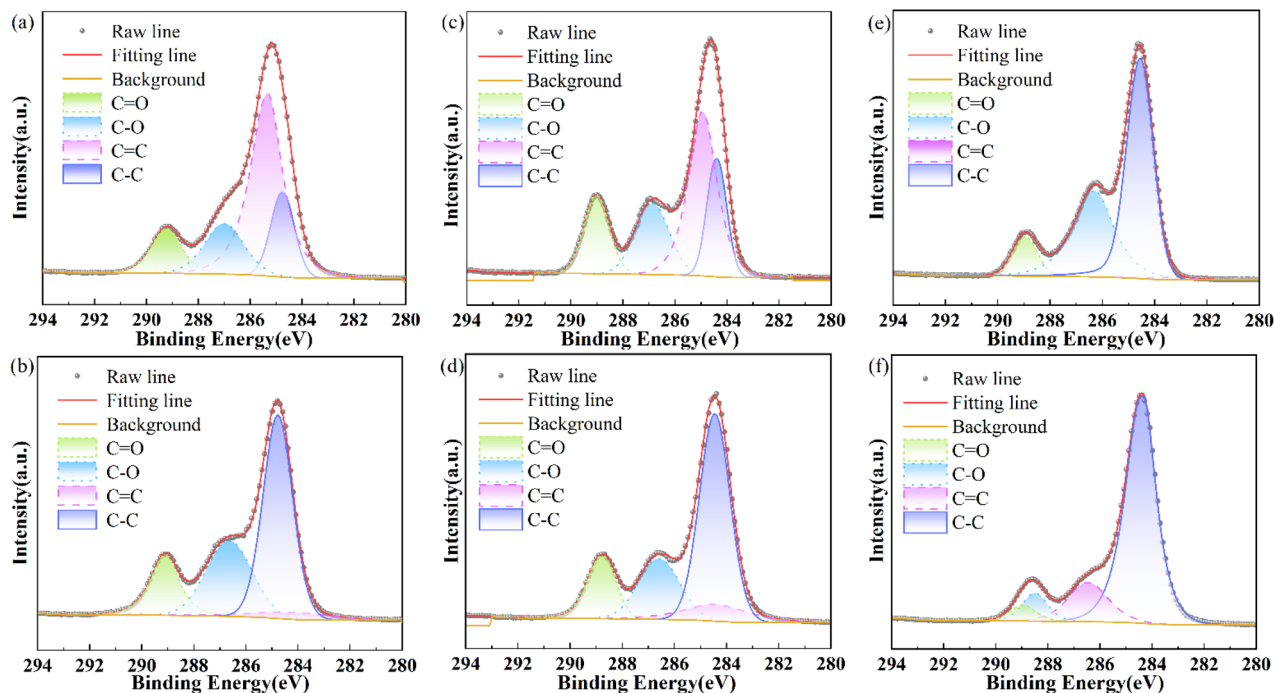 (a)
Raw line
Fitting line
Background
C=O
C-O
C=C
C-C
Intensity(a.u.)
294 292 290 288 286 284 282 280
Binding Energy(eV)
(c)
Raw line
Fitting line
Background
C=O
C-O
C=C
C-C
Intensity(a.u.)
294 292 290 288 286 284 282 280
Binding Energy(eV)
(e)
Raw line
Fitting line
Background
C=O
C-O
C=C
C-C
Intensity(a.u.)
294 292 290 288 286 284 282 280
Binding Energy(eV)
(b)
Raw line
Fitting line
Background
C=O
C-O
C=C
C-C
Intensity(a.u.)
294 292 290 288 286 284 282 280
Binding Energy(eV)
(d)
Raw line
Fitting line
Background
C=O
C-O
C=C
C-C
Intensity(a.u.)
294 292 290 288 286 284 282 280
Binding Energy(eV)
(f)
Raw line
Fitting line
Background
C=O
C-O
C=C
C-C
Intensity(a.u.)
294 292 290 288 286 284 282 280
Binding Energy(eV)